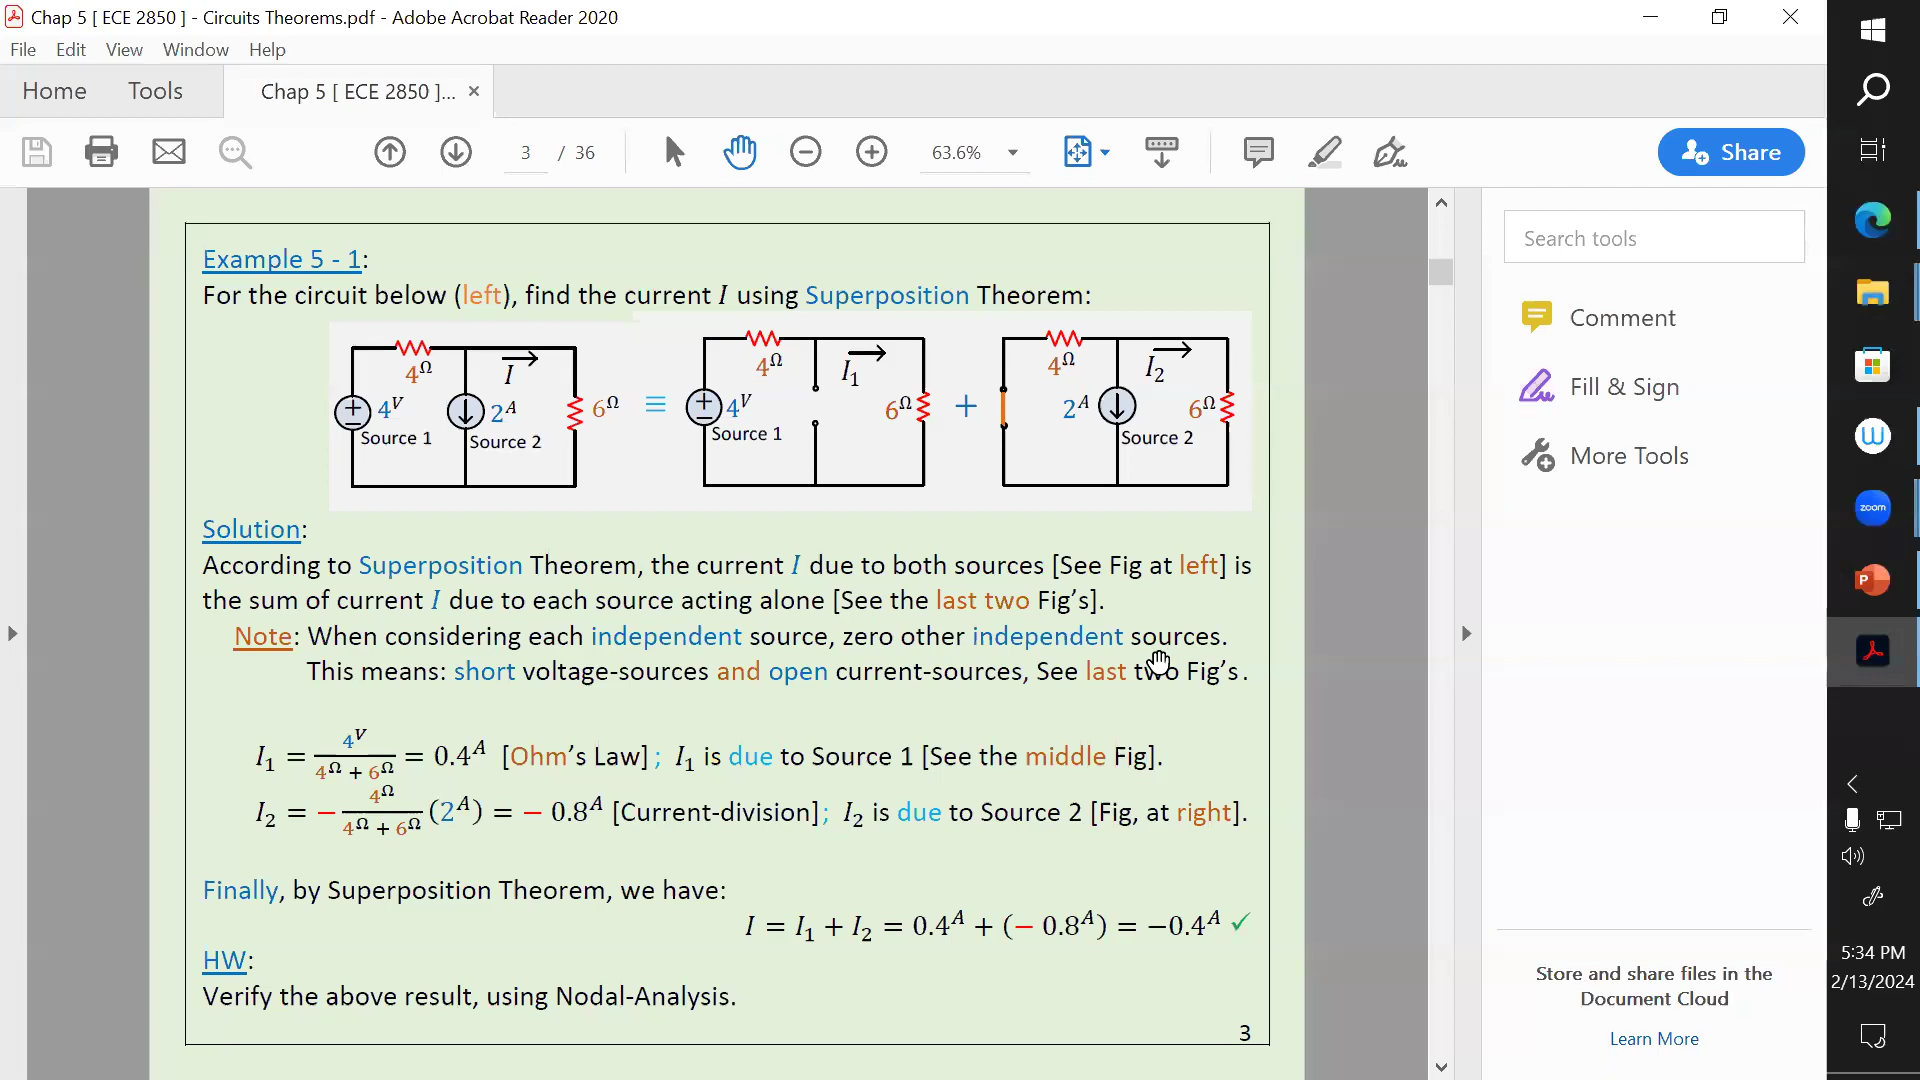 Chap 5 [ ECE 2850 ] - Circuits Theorems.pdf - Adobe Acrobat Reader 2020
File Edit View Window Help
Home Tools Chap 5 [ ECE 2850 ]... ×
3 / 36 63.6% Share
Example 5 - 1:
For the circuit below (left), find the current I using Superposition Theorem:
4Ω I 4V Source 1 2A Source 2 6Ω ≡ 4Ω I₁ 4V Source 1 6Ω + 4Ω I₂ 2A Source 2 6Ω
Solution:
According to Superposition Theorem, the current I due to both sources [See Fig at left] is
the sum of current I due to each source acting alone [See the last two Fig's].
Note: When considering each independent source, zero other independent sources.
This means: short voltage-sources and open current-sources, See last two Fig's.
I₁ = 4V / (4Ω + 6Ω) = 0.4A [Ohm's Law]; I₁ is due to Source 1 [See the middle Fig].
I₂ = − 4Ω / (4Ω + 6Ω) (2A) = − 0.8A [Current-division]; I₂ is due to Source 2 [Fig, at right].
Finally, by Superposition Theorem, we have:
I = I₁ + I₂ = 0.4A + (− 0.8A) = −0.4A ✓
HW:
Verify the above result, using Nodal-Analysis.
3
Search tools
Comment
Fill & Sign
More Tools
Store and share files in the
Document Cloud
Learn More
zoom
5:34 PM
2/13/2024